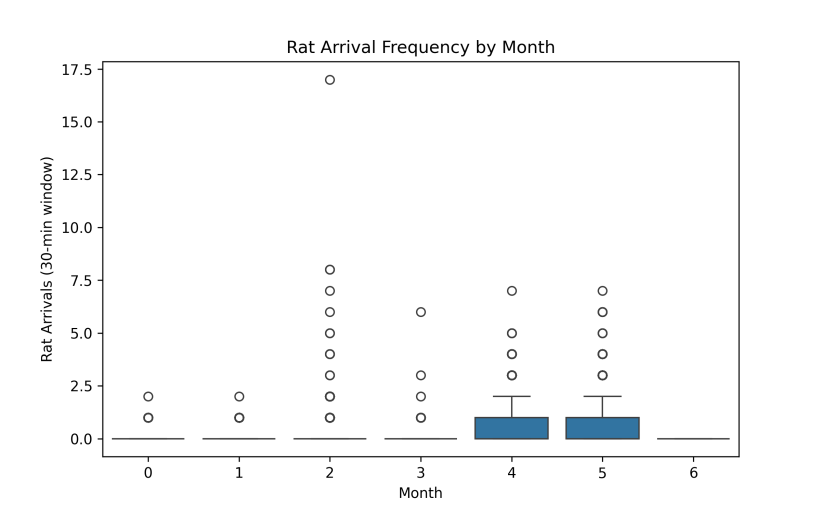 Rat Arrival Frequency by Month
Rat Arrivals (30-min window)
17.5
15.0
12.5
10.0
7.5
5.0
2.5
0.0
0 1 2 3 4 5 6
Month